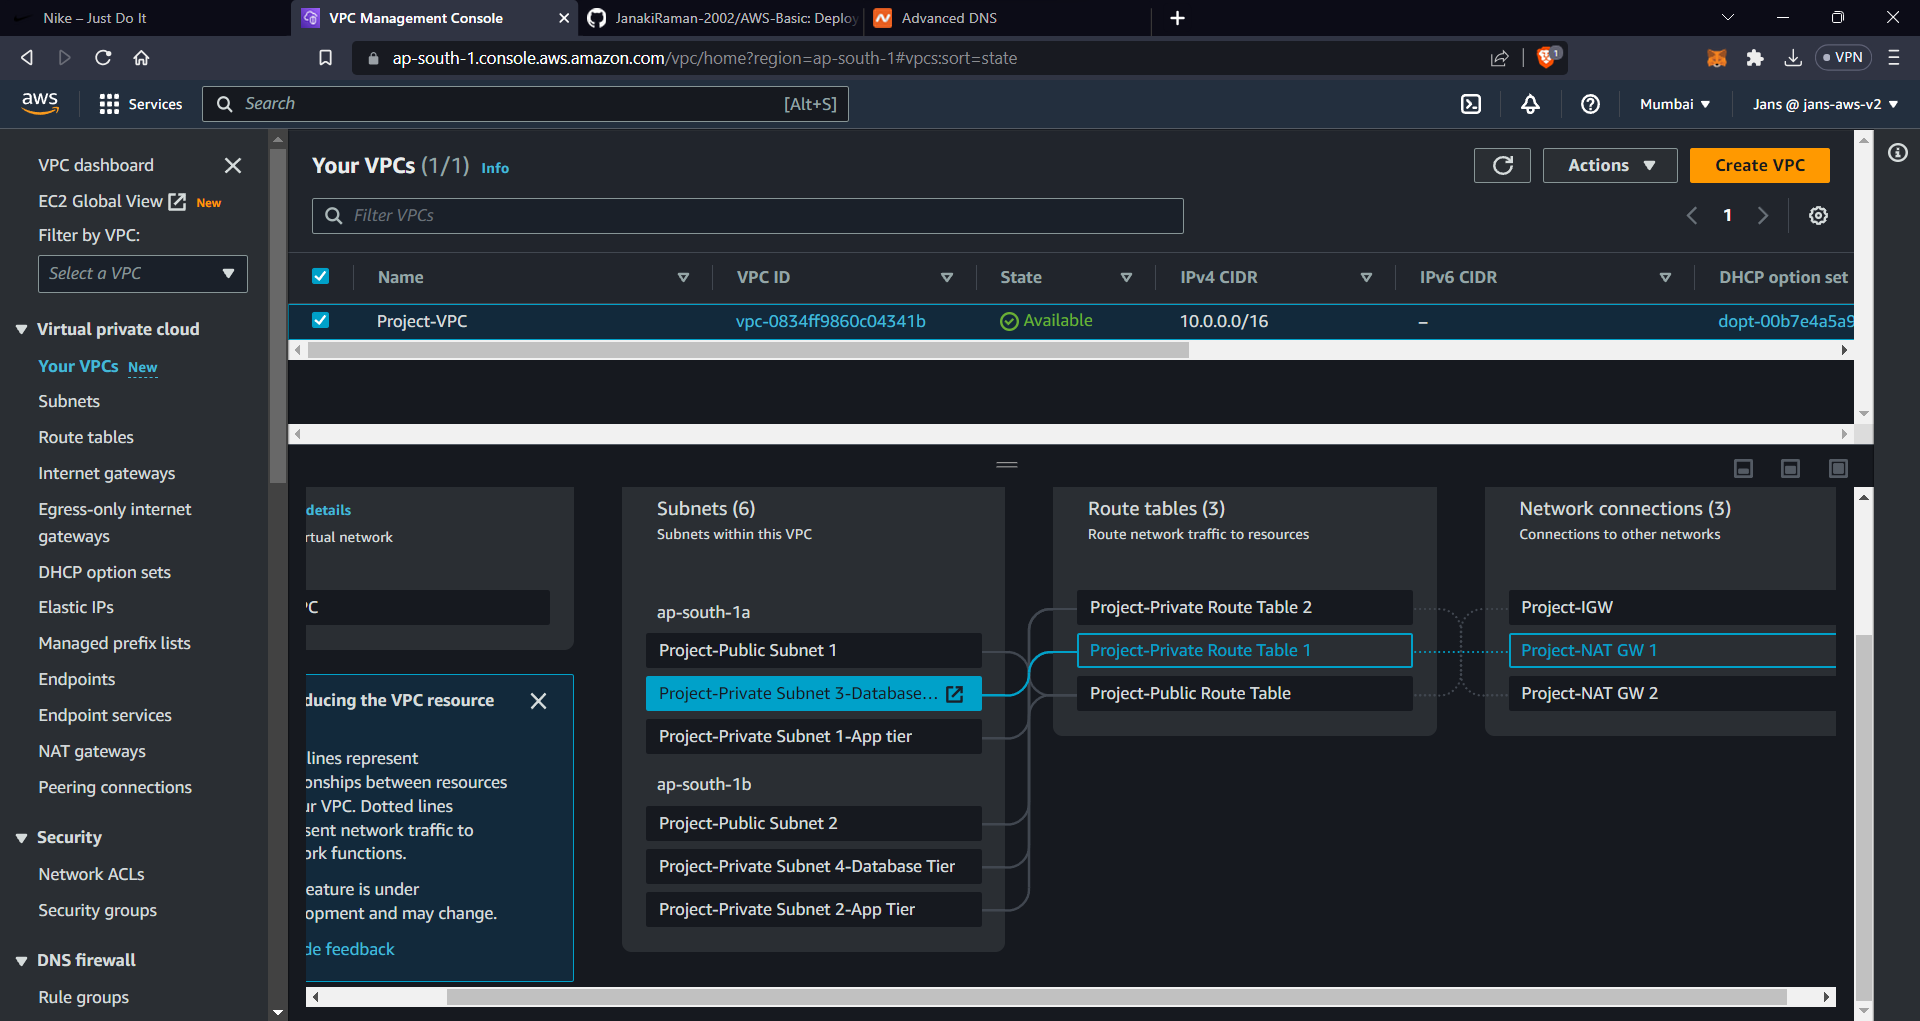 Nike – Just Do It
VPC Management Console
JanakiRaman-2002/AWS-Basic: Deploy
Advanced DNS
ap-south-1.console.aws.amazon.com/vpc/home?region=ap-south-1#vpcs:sort=state
1
VPN
aws
Services
Search
[Alt+S]
Mumbai
Jans @ jans-aws-v2
VPC dashboard
EC2 Global View
New
Filter by VPC:
Select a VPC
Virtual private cloud
Your VPCs New
Subnets
Route tables
Internet gateways
Egress-only internet
gateways
DHCP option sets
Elastic IPs
Managed prefix lists
Endpoints
Endpoint services
NAT gateways
Peering connections
Security
Network ACLs
Security groups
DNS firewall
Rule groups
Your VPCs (1/1) Info
Actions
Create VPC
Filter VPCs
1
Name
VPC ID
State
IPv4 CIDR
IPv6 CIDR
DHCP option set
Project-VPC
vpc-0834ff9860c04341b
Available
10.0.0.0/16
–
dopt-00b7e4a5a9
details
rtual network
PC
ducing the VPC resource
lines represent
onships between resources
ur VPC. Dotted lines
sent network traffic to
ork functions.
eature is under
opment and may change.
de feedback
Subnets (6)
Subnets within this VPC
ap-south-1a
Project-Public Subnet 1
Project-Private Subnet 3-Database...
Project-Private Subnet 1-App tier
ap-south-1b
Project-Public Subnet 2
Project-Private Subnet 4-Database Tier
Project-Private Subnet 2-App Tier
Route tables (3)
Route network traffic to resources
Project-Private Route Table 2
Project-Private Route Table 1
Project-Public Route Table
Network connections (3)
Connections to other networks
Project-IGW
Project-NAT GW 1
Project-NAT GW 2